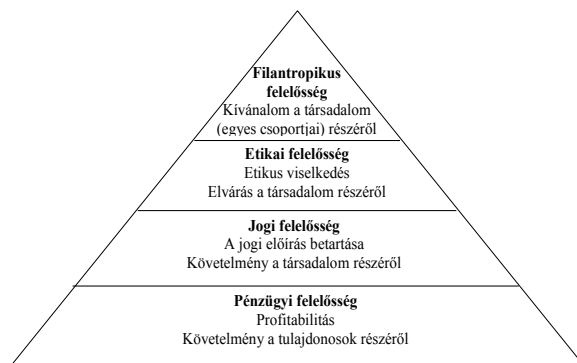 Filantropikus
felelősség
Kívánalom a társadalom
(egyes csoportjai) részéről
Etikai felelősség
Etikus viselkedés
Elvárás a társadalom részéről
Jogi felelősség
A jogi előírás betartása
Követelmény a társadalom részéről
Pénzügyi felelősség
Profitabilitás
Követelmény a tulajdonosok részéről